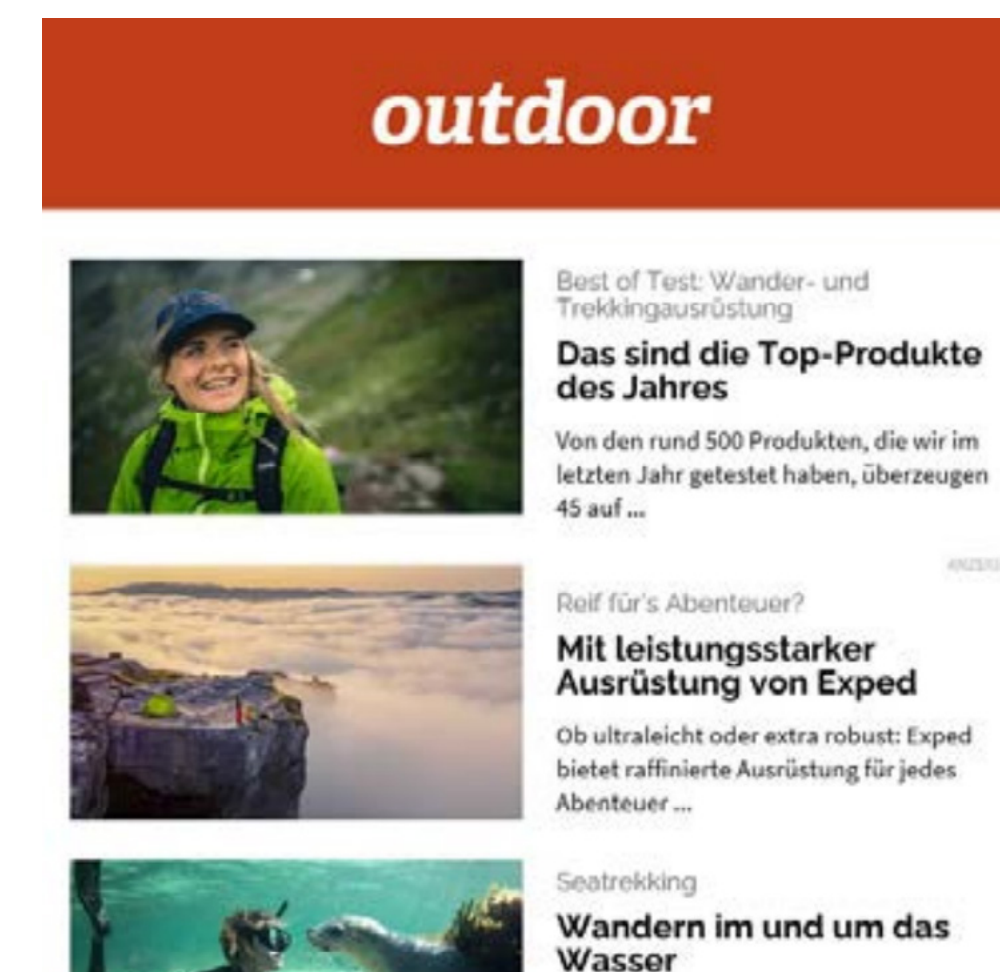 outdoor
Best of Test: Wander- und
Trekkingausrüstung
Das sind die Top-Produkte
des Jahres
Von den rund 500 Produkten, die wir im
letzten Jahr getestet haben, überzeugen
45 auf ...
Reif für's Abenteuer?
Mit leistungsstarker
Ausrüstung von Exped
Ob ultraleicht oder extra robust: Exped
bietet raffinierte Ausrüstung für jedes
Abenteuer ...
Seatrekking
Wandern im und um das
Wasser